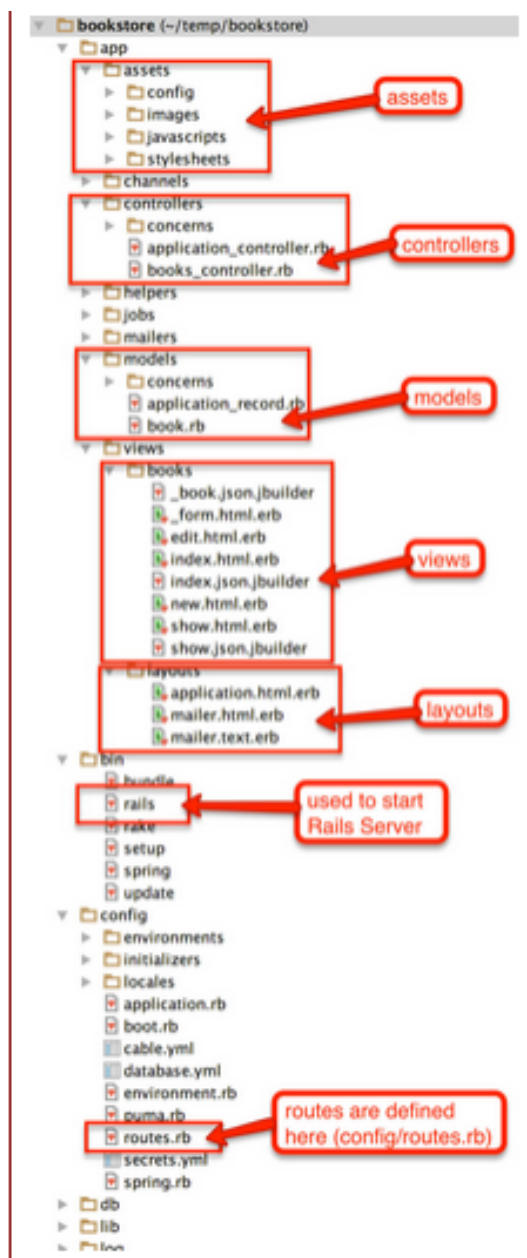 bookstore (~/temp/bookstore)
app
assets
config
assets
images
javascripts
stylesheets
channels
controllers
concerns
controllers
application_controller.rb
books_controller.rb
helpers
jobs
mailers
models
concerns
models
application_record.rb
book.rb
views
books
_book.json.jbuilder
_form.html.erb
edit.html.erb
index.html.erb
views
index.json.jbuilder
new.html.erb
show.html.erb
show.json.jbuilder
layouts
application.html.erb
layouts
mailer.html.erb
mailer.text.erb
bin
bundle
rails
used to start
Rails Server
rake
setup
spring
update
config
environments
initializers
locales
application.rb
boot.rb
cable.yml
database.yml
environment.rb
puma.rb
routes.rb
routes are defined
here (config/routes.rb)
secrets.yml
spring.rb
db
lib
log